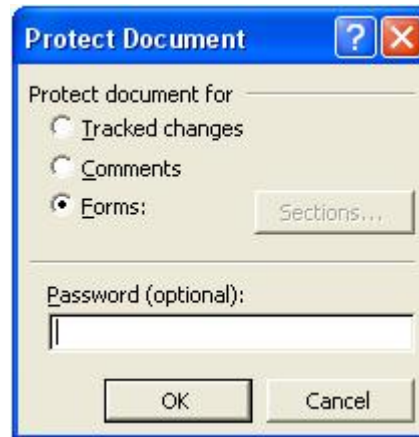 Protect Document
Protect document for
Tracked changes
Comments
Forms: Sections...
Password (optional):
OK Cancel